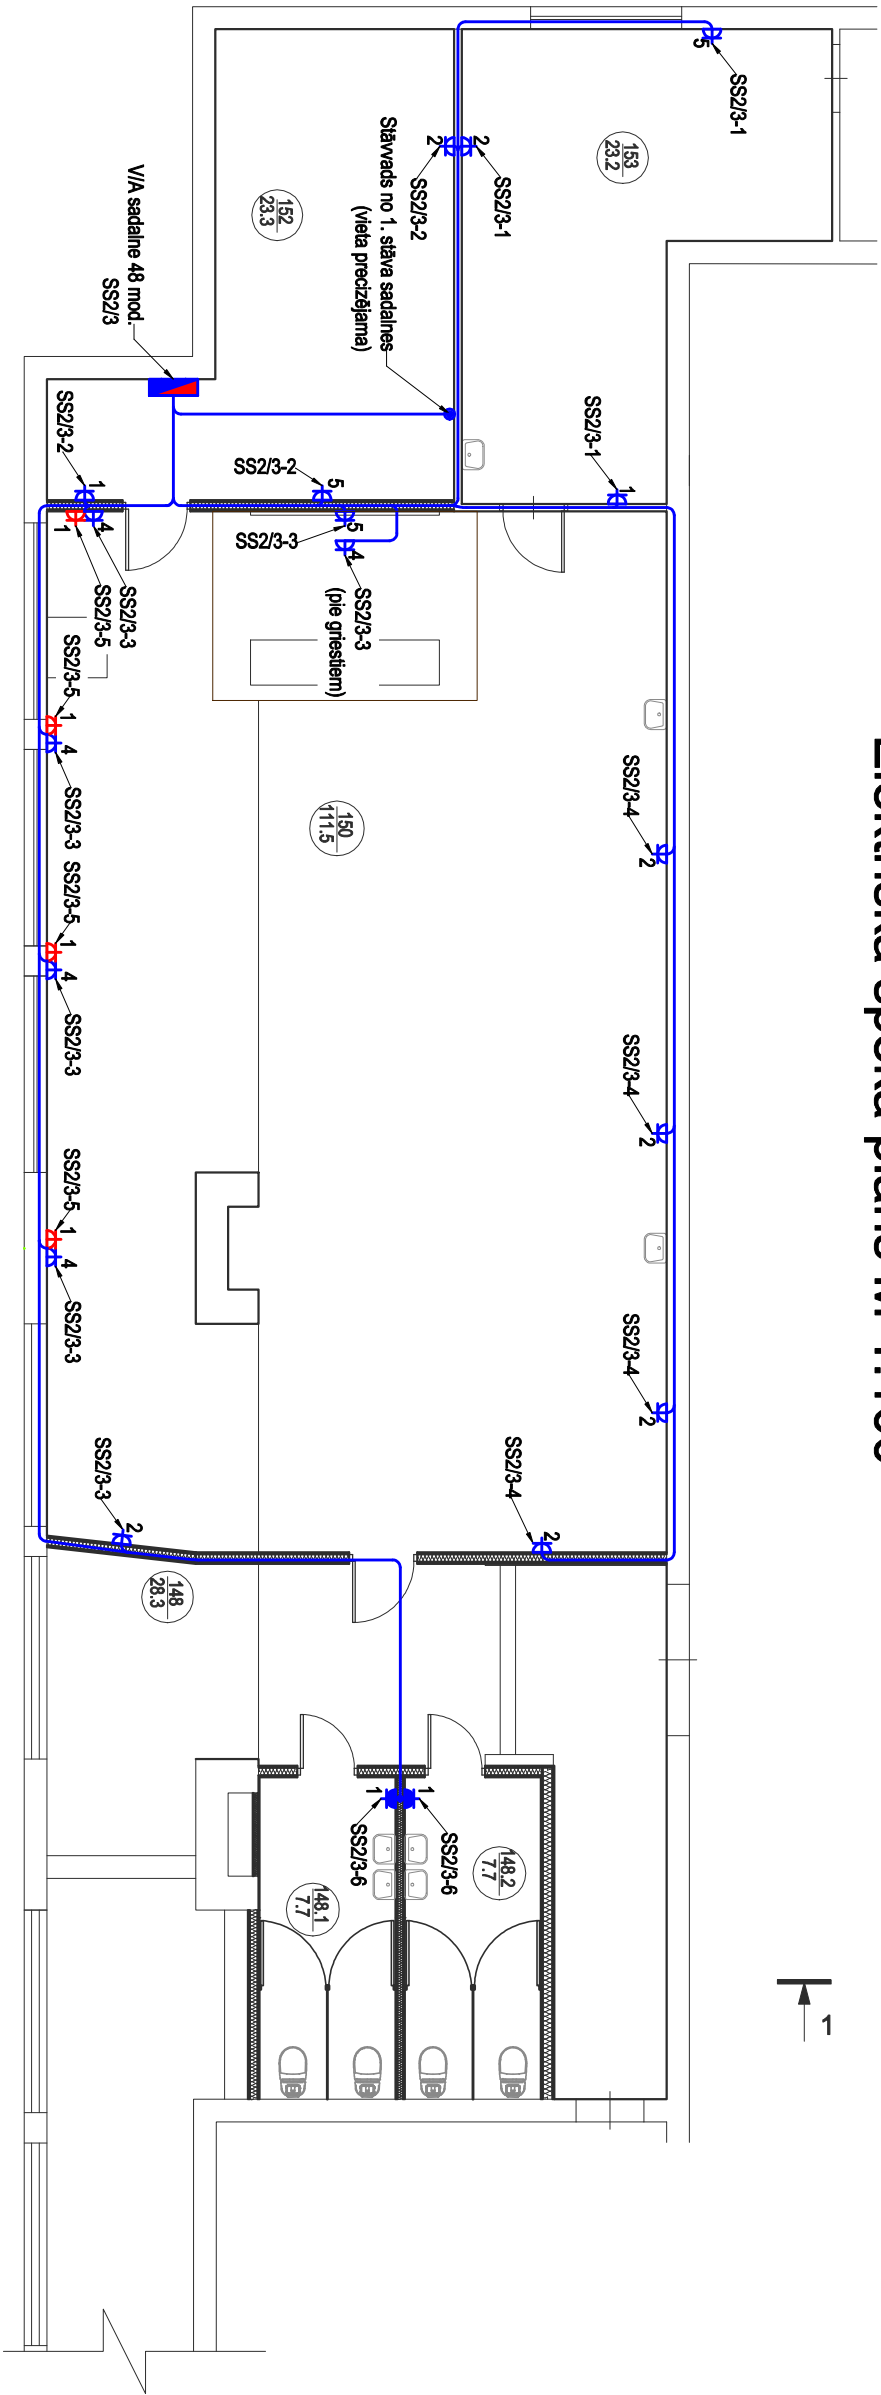 1
SS2/3-1
5
153
23.2
SS2/3-1
2
2
SS2/3-2
SS2/3-1
1
Stāvvads no 1. stāva sadalnes
(vieta precizējama)
152
23.3
V/A sadalne 48 mod.
SS2/3
SS2/3-2
5
SS2/3-3
5
4
SS2/3-3
(pie griestiem)
SS2/3-2
1
4
1
SS2/3-3
SS2/3-5
SS2/3-4
2
SS2/3-4
2
SS2/3-4
2
SS2/3-4
2
150
111.5
SS2/3-5
1
4
SS2/3-3
SS2/3-5
1
4
SS2/3-3
SS2/3-5
1
4
SS2/3-3
SS2/3-3
2
148
28.3
1
SS2/3-6
1
SS2/3-6
148.2
7.7
148.1
7.7